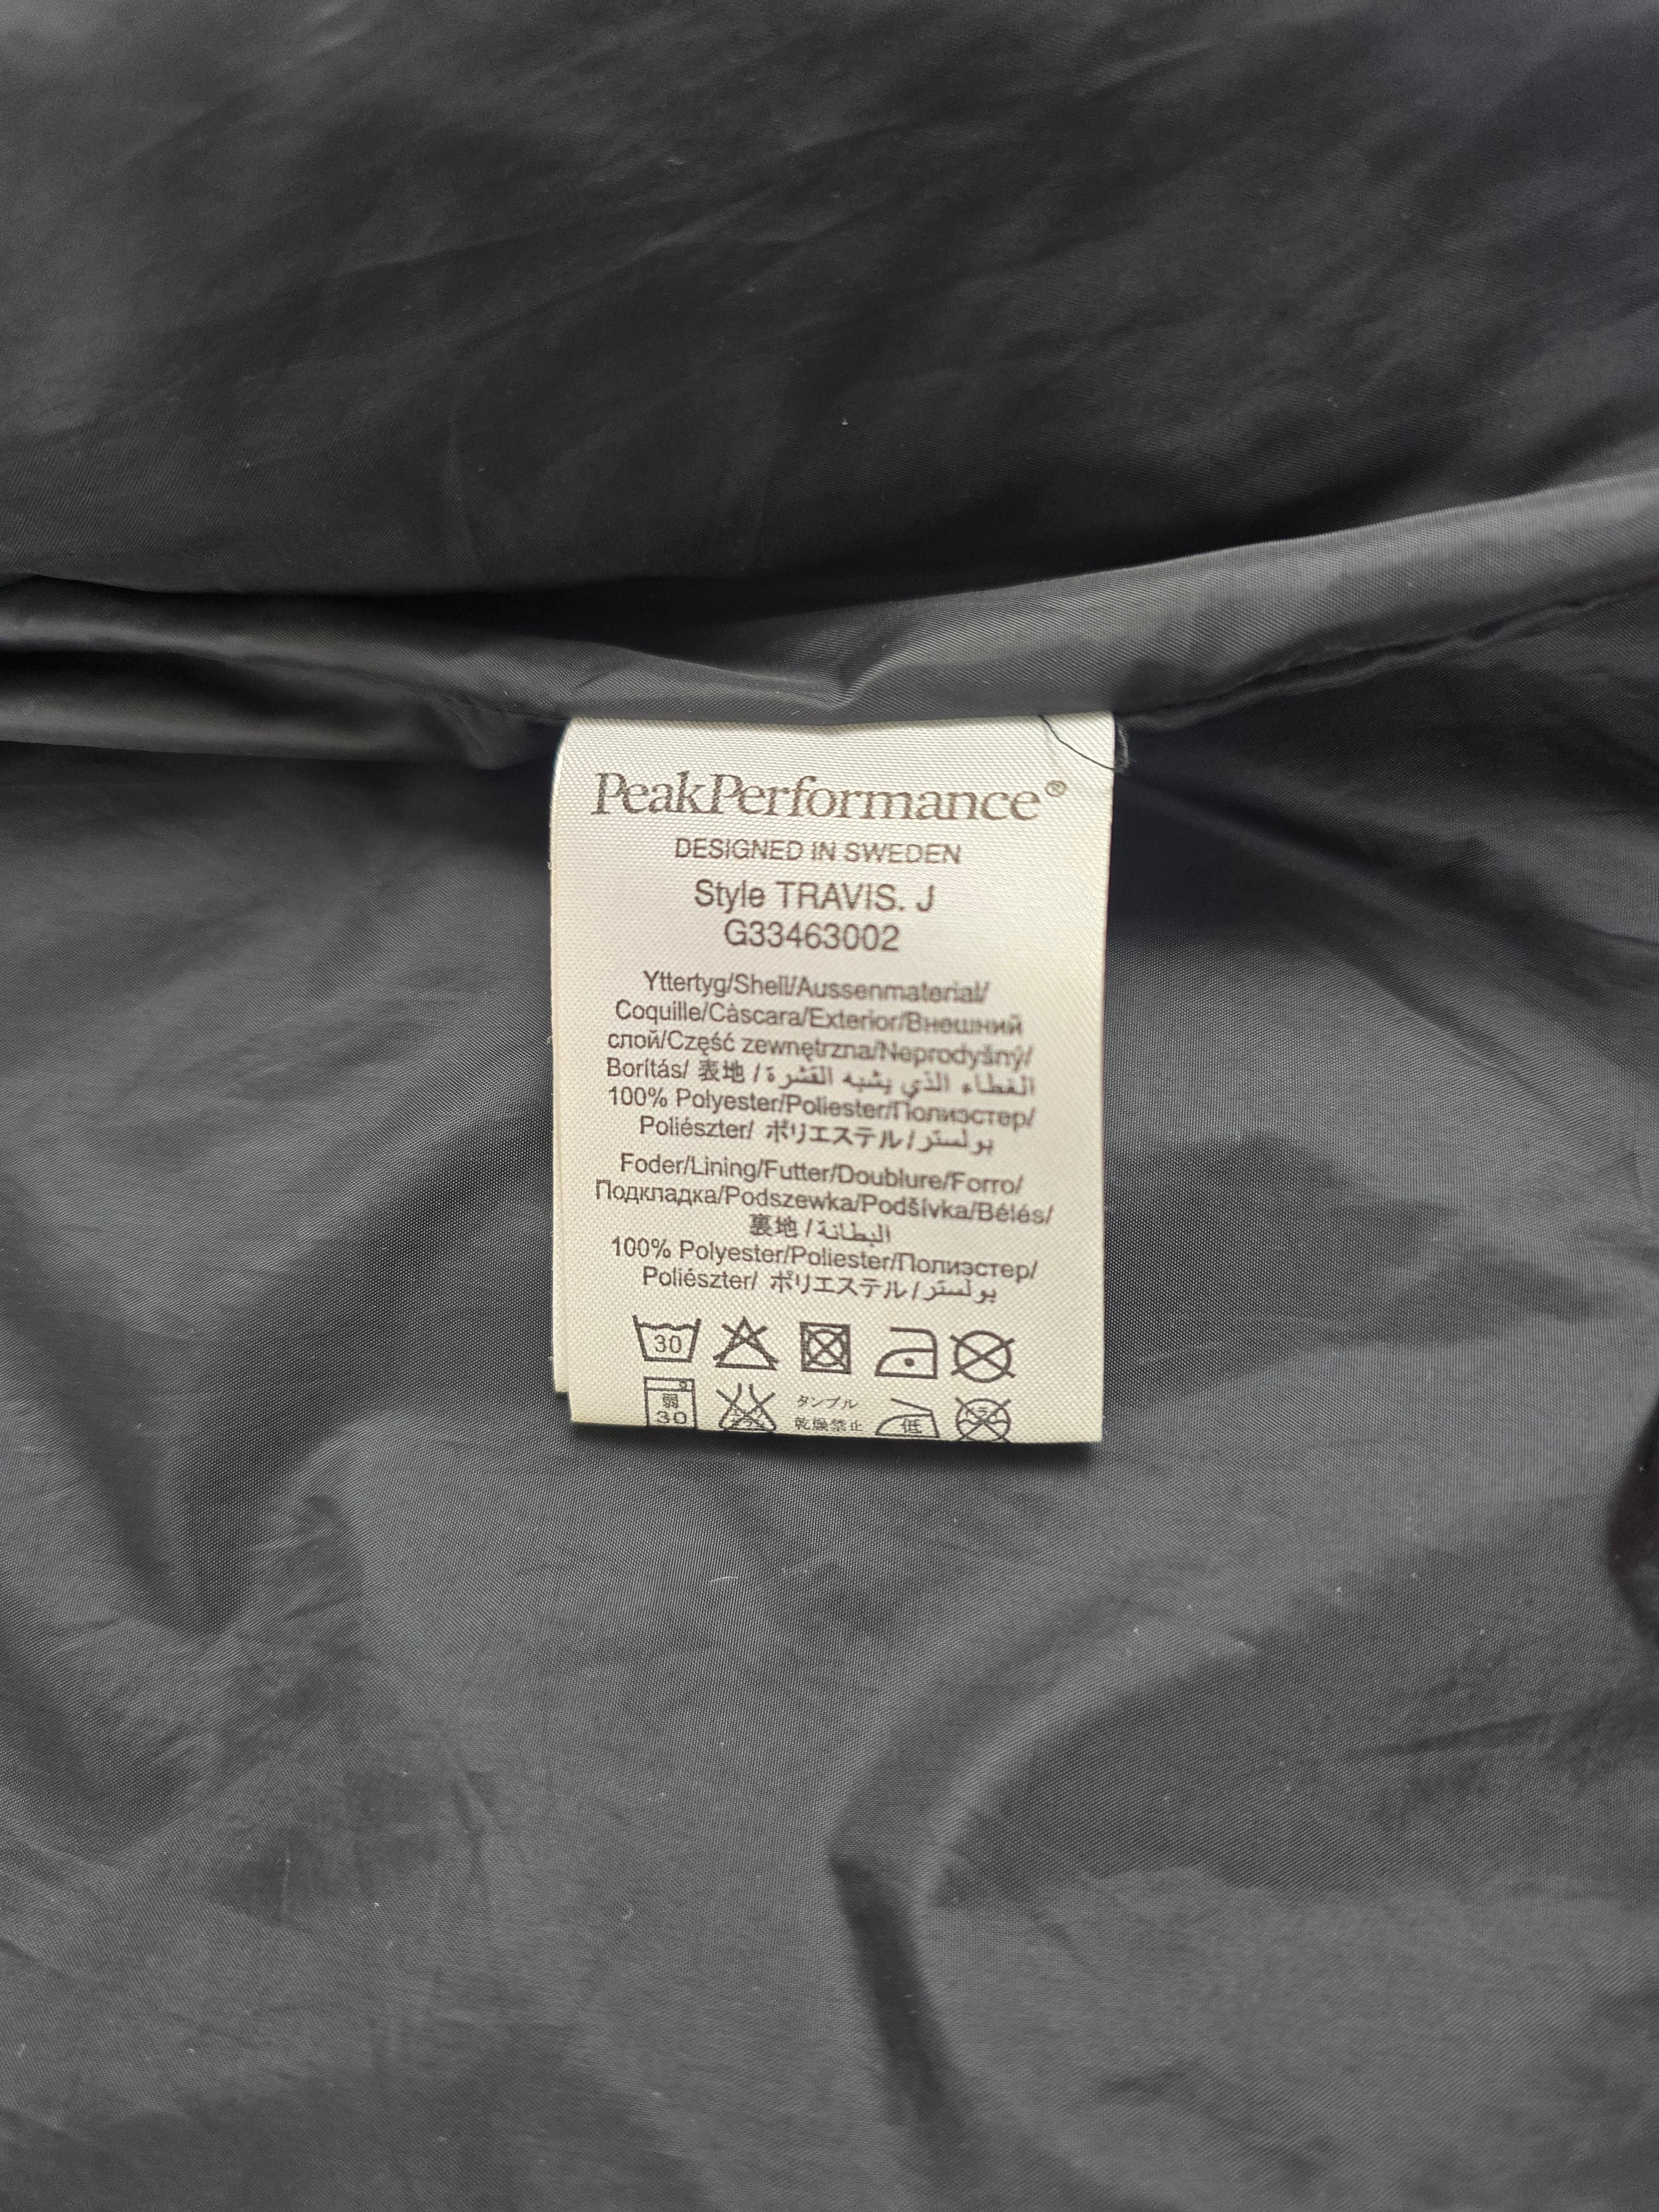 PeakPerformance®
DESIGNED IN SWEDEN
Style TRAVIS. J
G33463002
Yttertyg/Shell/Aussenmaterial/
Coquille/Càscara/Exterior/Внешний
слой/Część zewnętrzna/Neprodyšný/
Borítás/ 表地 / الغطاء الذي يشبه القشرة
100% Polyester/Poliester/Полиэстер/
Poliészter/ ポリエステル / بولستر
Foder/Lining/Futter/Doublure/Forro/
Подкладка/Podszewka/Podšívka/Bélés/
裏地 / البطانة
100% Polyester/Poliester/Полиэстер/
Poliészter/ ポリエステル / بولستر
30
弱 30 タンブル 乾燥禁止 低